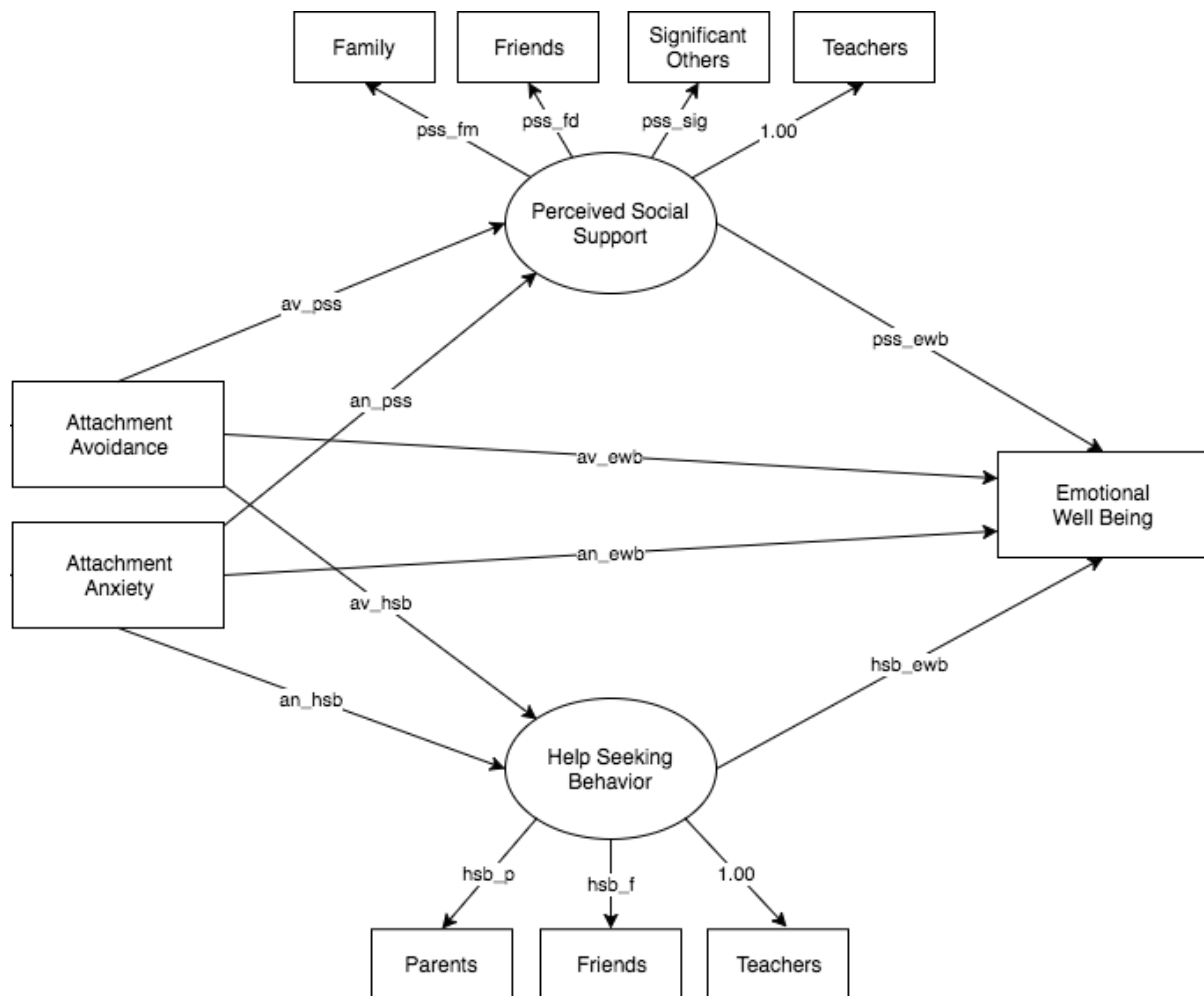 Family
Friends
Significant
Others
Teachers
pss_fm
pss_fd
pss_sig
1.00
Perceived Social
Support
av_pss
pss_ewb
an_pss
Attachment
Avoidance
av_ewb
Emotional
Well Being
Attachment
Anxiety
an_ewb
av_hsb
hsb_ewb
an_hsb
Help Seeking
Behavior
hsb_p
hsb_f
1.00
Parents
Friends
Teachers